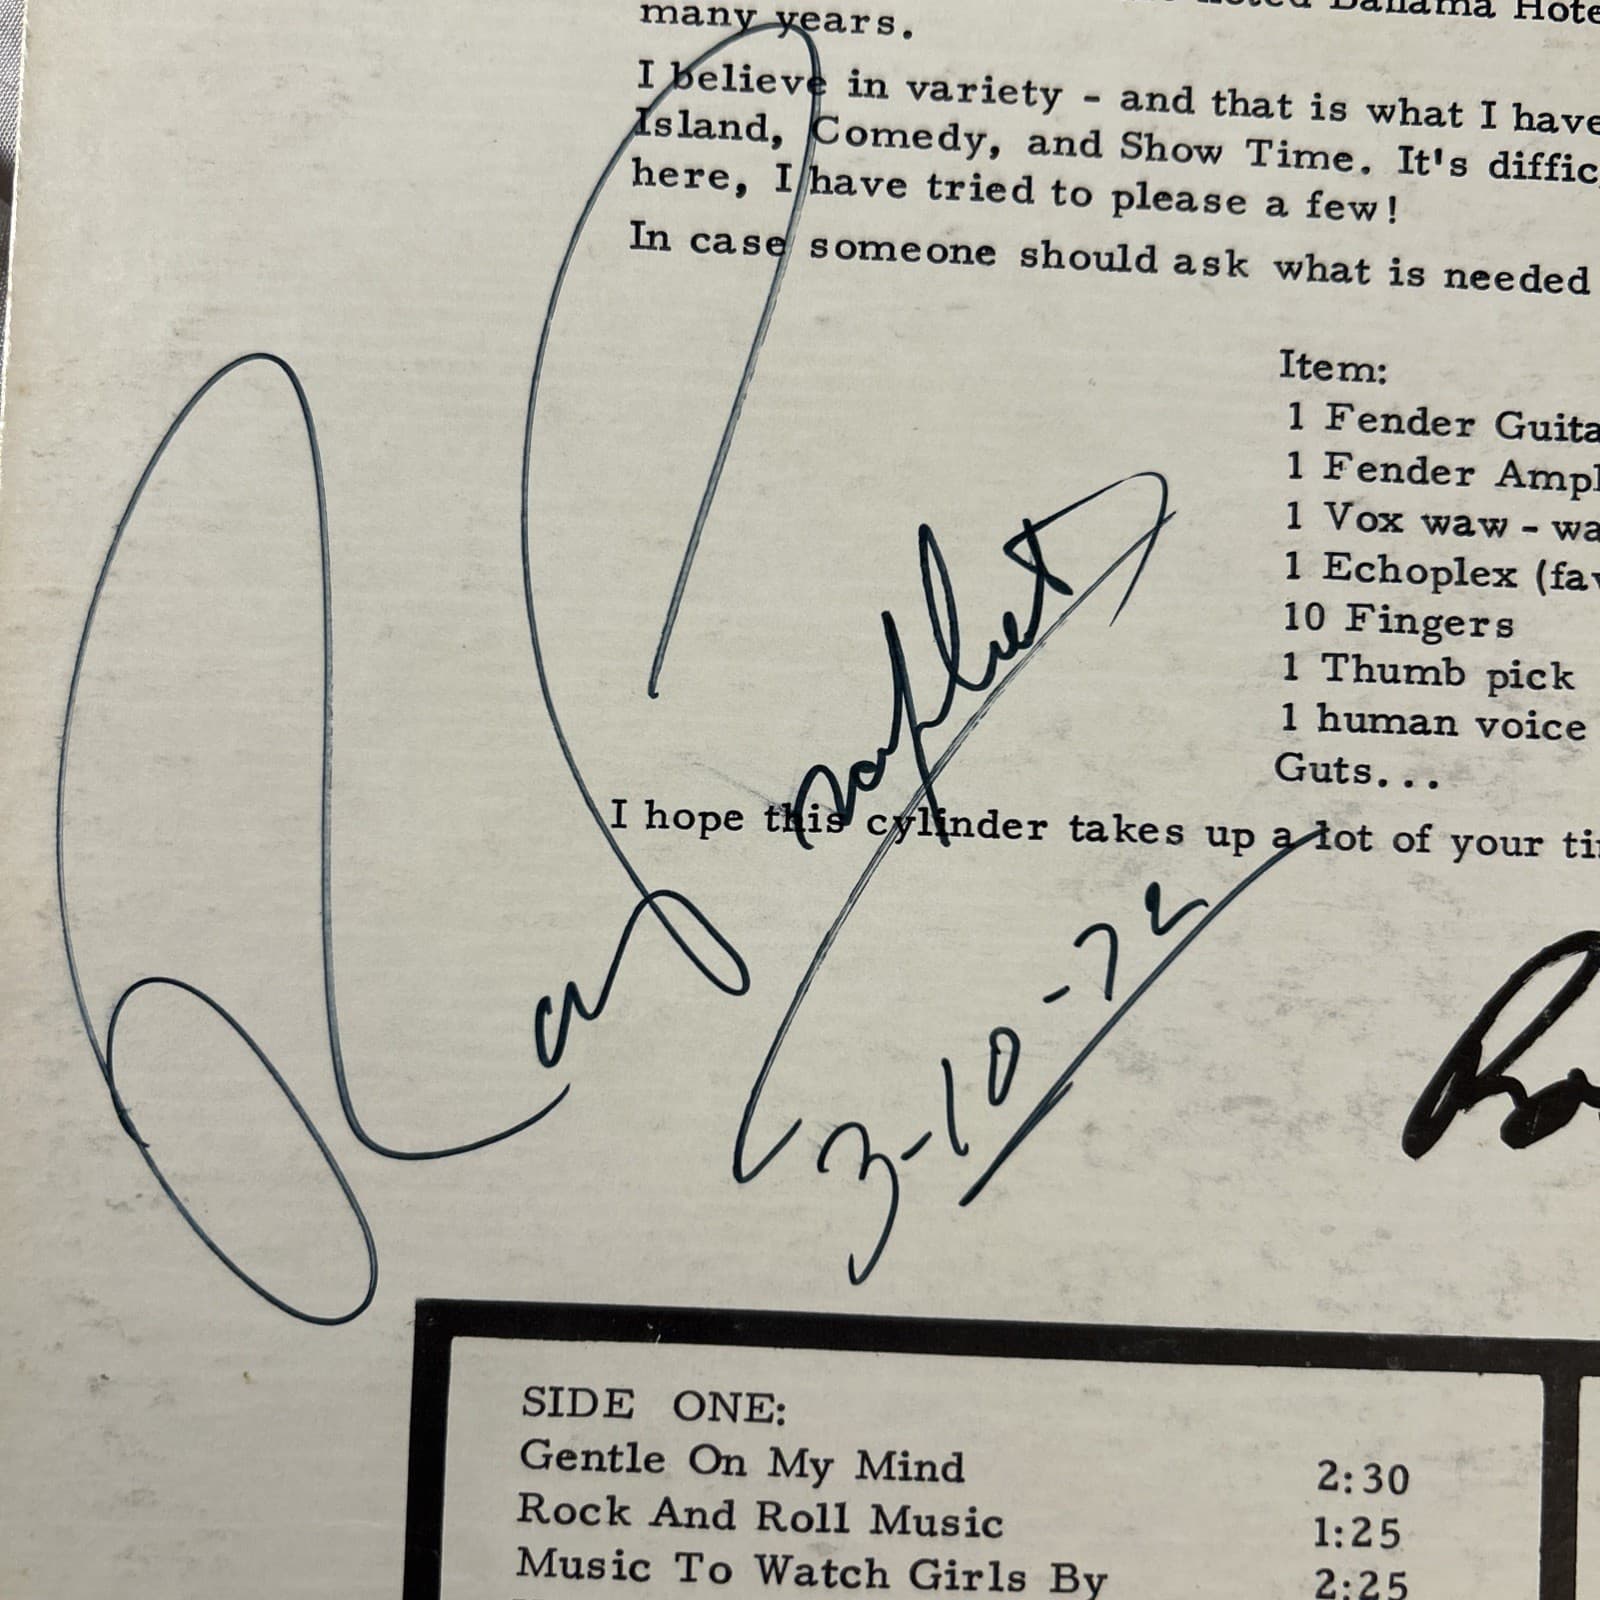 Bahama Hote
many years.
I believe in variety - and that is what I have
Island, Comedy, and Show Time. It's diffic
here, I have tried to please a few!
In case someone should ask what is needed
Item:
1 Fender Guita
1 Fender Ampl
1 Vox waw - wa
1 Echoplex (fav
10 Fingers
1 Thumb pick
1 human voice
Guts...
I hope this cylinder takes up a lot of your ti
3-10-72
SIDE ONE:
Gentle On My Mind 2:30
Rock And Roll Music 1:25
Music To Watch Girls By 2:25